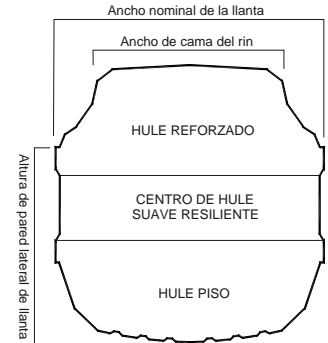 Ancho nominal de la llanta
Ancho de cama del rin
HULE REFORZADO
Altura de pared lateral de llanta
CENTRO DE HULE
SUAVE RESILIENTE
HULE PISO